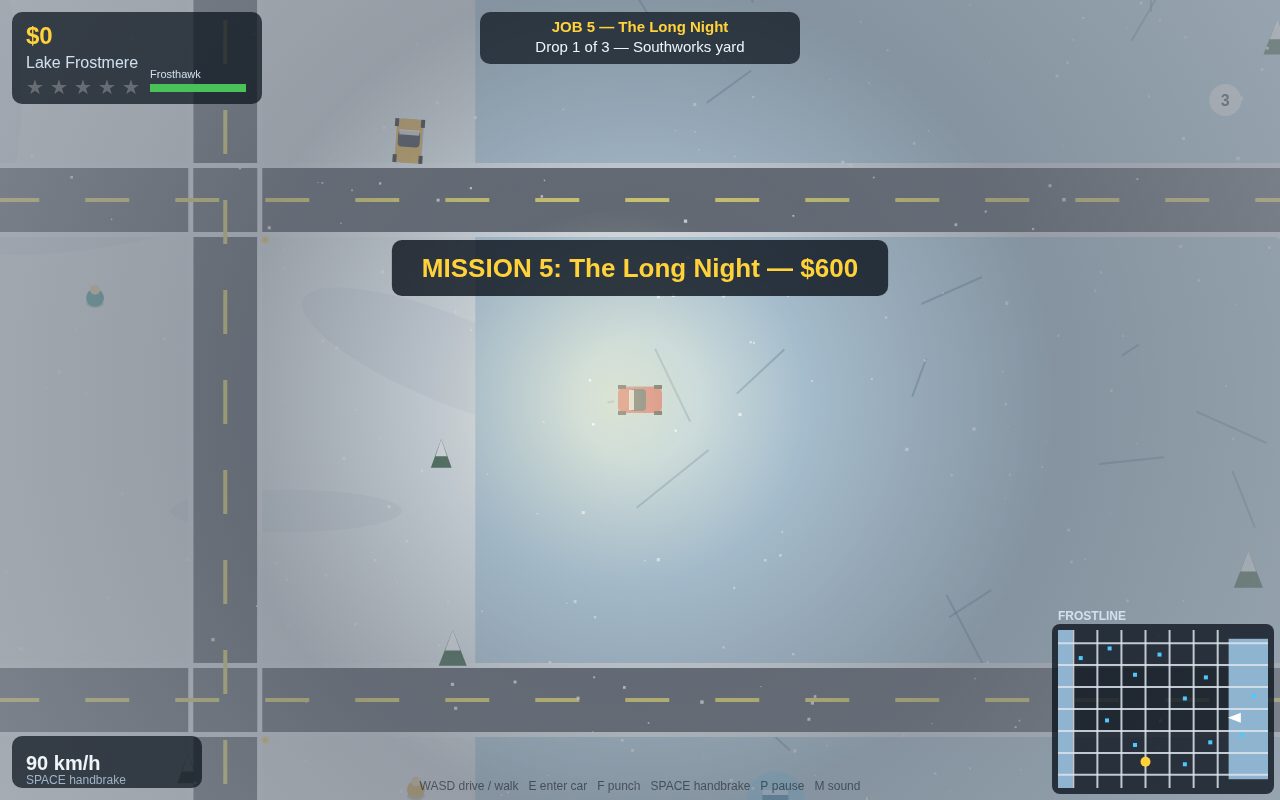 $0
Lake Frostmere
Frosthawk
★ ★ ★ ★ ★
JOB 5 — The Long Night
Drop 1 of 3 — Southworks yard
3
MISSION 5: The Long Night — $600
FROSTLINE
90 km/h
SPACE handbrake
WASD drive / walk E enter car F punch SPACE handbrake P pause M sound